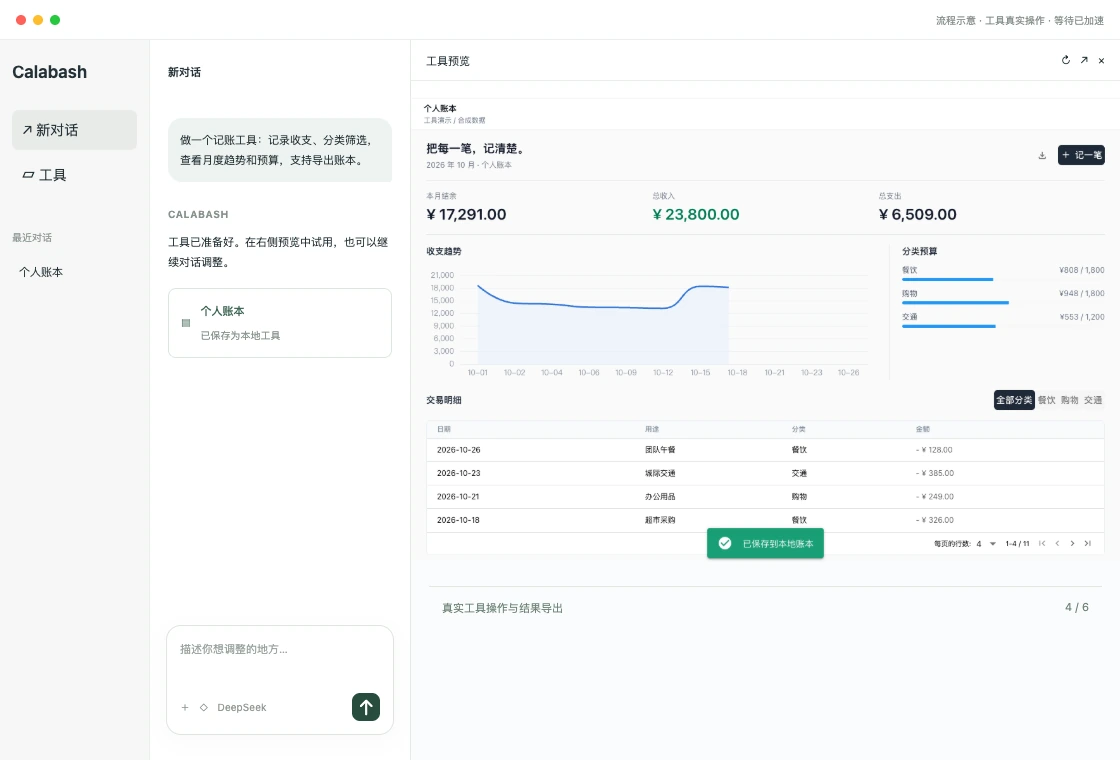 流程示意 · 工具真实操作 · 等待已加速
Calabash
新对话
工具
最近对话
个人账本
新对话
做一个记账工具：记录收支、分类筛选，
查看月度趋势和预算，支持导出账本。
CALABASH
工具已准备好。在右侧预览中试用，也可以继
续对话调整。
个人账本
已保存为本地工具
描述你想调整的地方...
DeepSeek
工具预览
个人账本
工具演示 / 合成数据
把每一笔，记清楚。
2026 年 10 月 · 个人账本
+ 记一笔
本月结余 总收入 总支出
¥ 17,291.00 ¥ 23,800.00 ¥ 6,509.00
收支趋势
21,000
18,000
15,000
12,000
9,000
6,000
3,000
0
10-01 10-02 10-04 10-06 10-09 10-12 10-15 10-18 10-21 10-23 10-26
分类预算
餐饮 ¥808 / 1,800
购物 ¥948 / 1,800
交通 ¥553 / 1,200
交易明细
全部分类 餐饮 购物 交通
日期 用途 分类 金额
2026-10-26 团队午餐 餐饮 - ¥ 128.00
2026-10-23 城际交通 交通 - ¥ 385.00
2026-10-21 办公用品 购物 - ¥ 249.00
2026-10-18 超市采购 餐饮 - ¥ 326.00
已保存到本地账本
每页的行数: 4 1-4 / 11
真实工具操作与结果导出 4 / 6